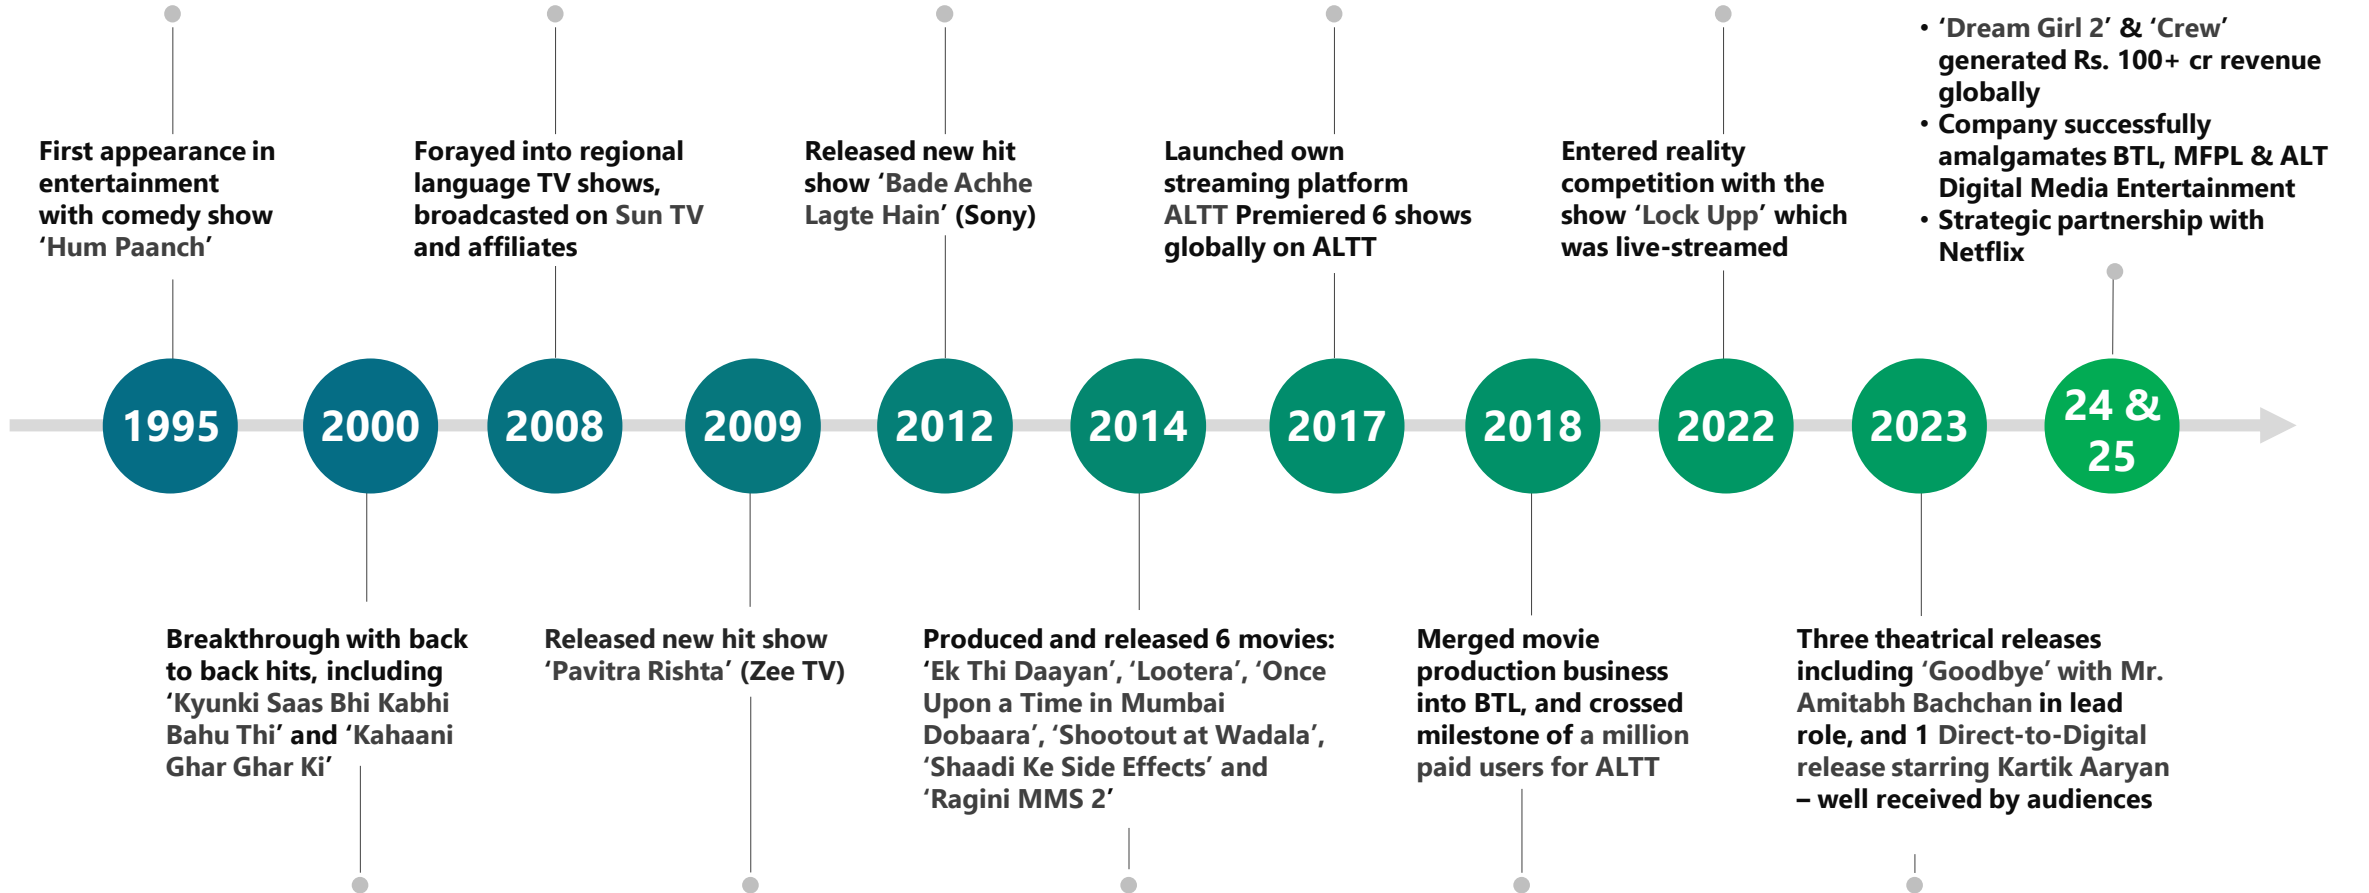 • ‘Dream Girl 2’ & ‘Crew’
generated Rs. 100+ cr revenue
globally
• Company successfully
amalgamates BTL, MFPL & ALT
Digital Media Entertainment
• Strategic partnership with
Netflix
First appearance in
entertainment
with comedy show
‘Hum Paanch’
Forayed into regional
language TV shows,
broadcasted on Sun TV
and affiliates
Released new hit
show ‘Bade Achhe
Lagte Hain’ (Sony)
Launched own
streaming platform
ALTT Premiered 6 shows
globally on ALTT
Entered reality
competition with the
show ‘Lock Upp’ which
was live-streamed
1995
2000
2008
2009
2012
2014
2017
2018
2022
2023
24 &
25
Breakthrough with back
to back hits, including
‘Kyunki Saas Bhi Kabhi
Bahu Thi’ and ‘Kahaani
Ghar Ghar Ki’
Released new hit show
‘Pavitra Rishta’ (Zee TV)
Produced and released 6 movies:
‘Ek Thi Daayan’, ‘Lootera’, ‘Once
Upon a Time in Mumbai
Dobaara’, ‘Shootout at Wadala’,
‘Shaadi Ke Side Effects’ and
‘Ragini MMS 2’
Merged movie
production business
into BTL, and crossed
milestone of a million
paid users for ALTT
Three theatrical releases
including ‘Goodbye’ with Mr.
Amitabh Bachchan in lead
role, and 1 Direct-to-Digital
release starring Kartik Aaryan
– well received by audiences